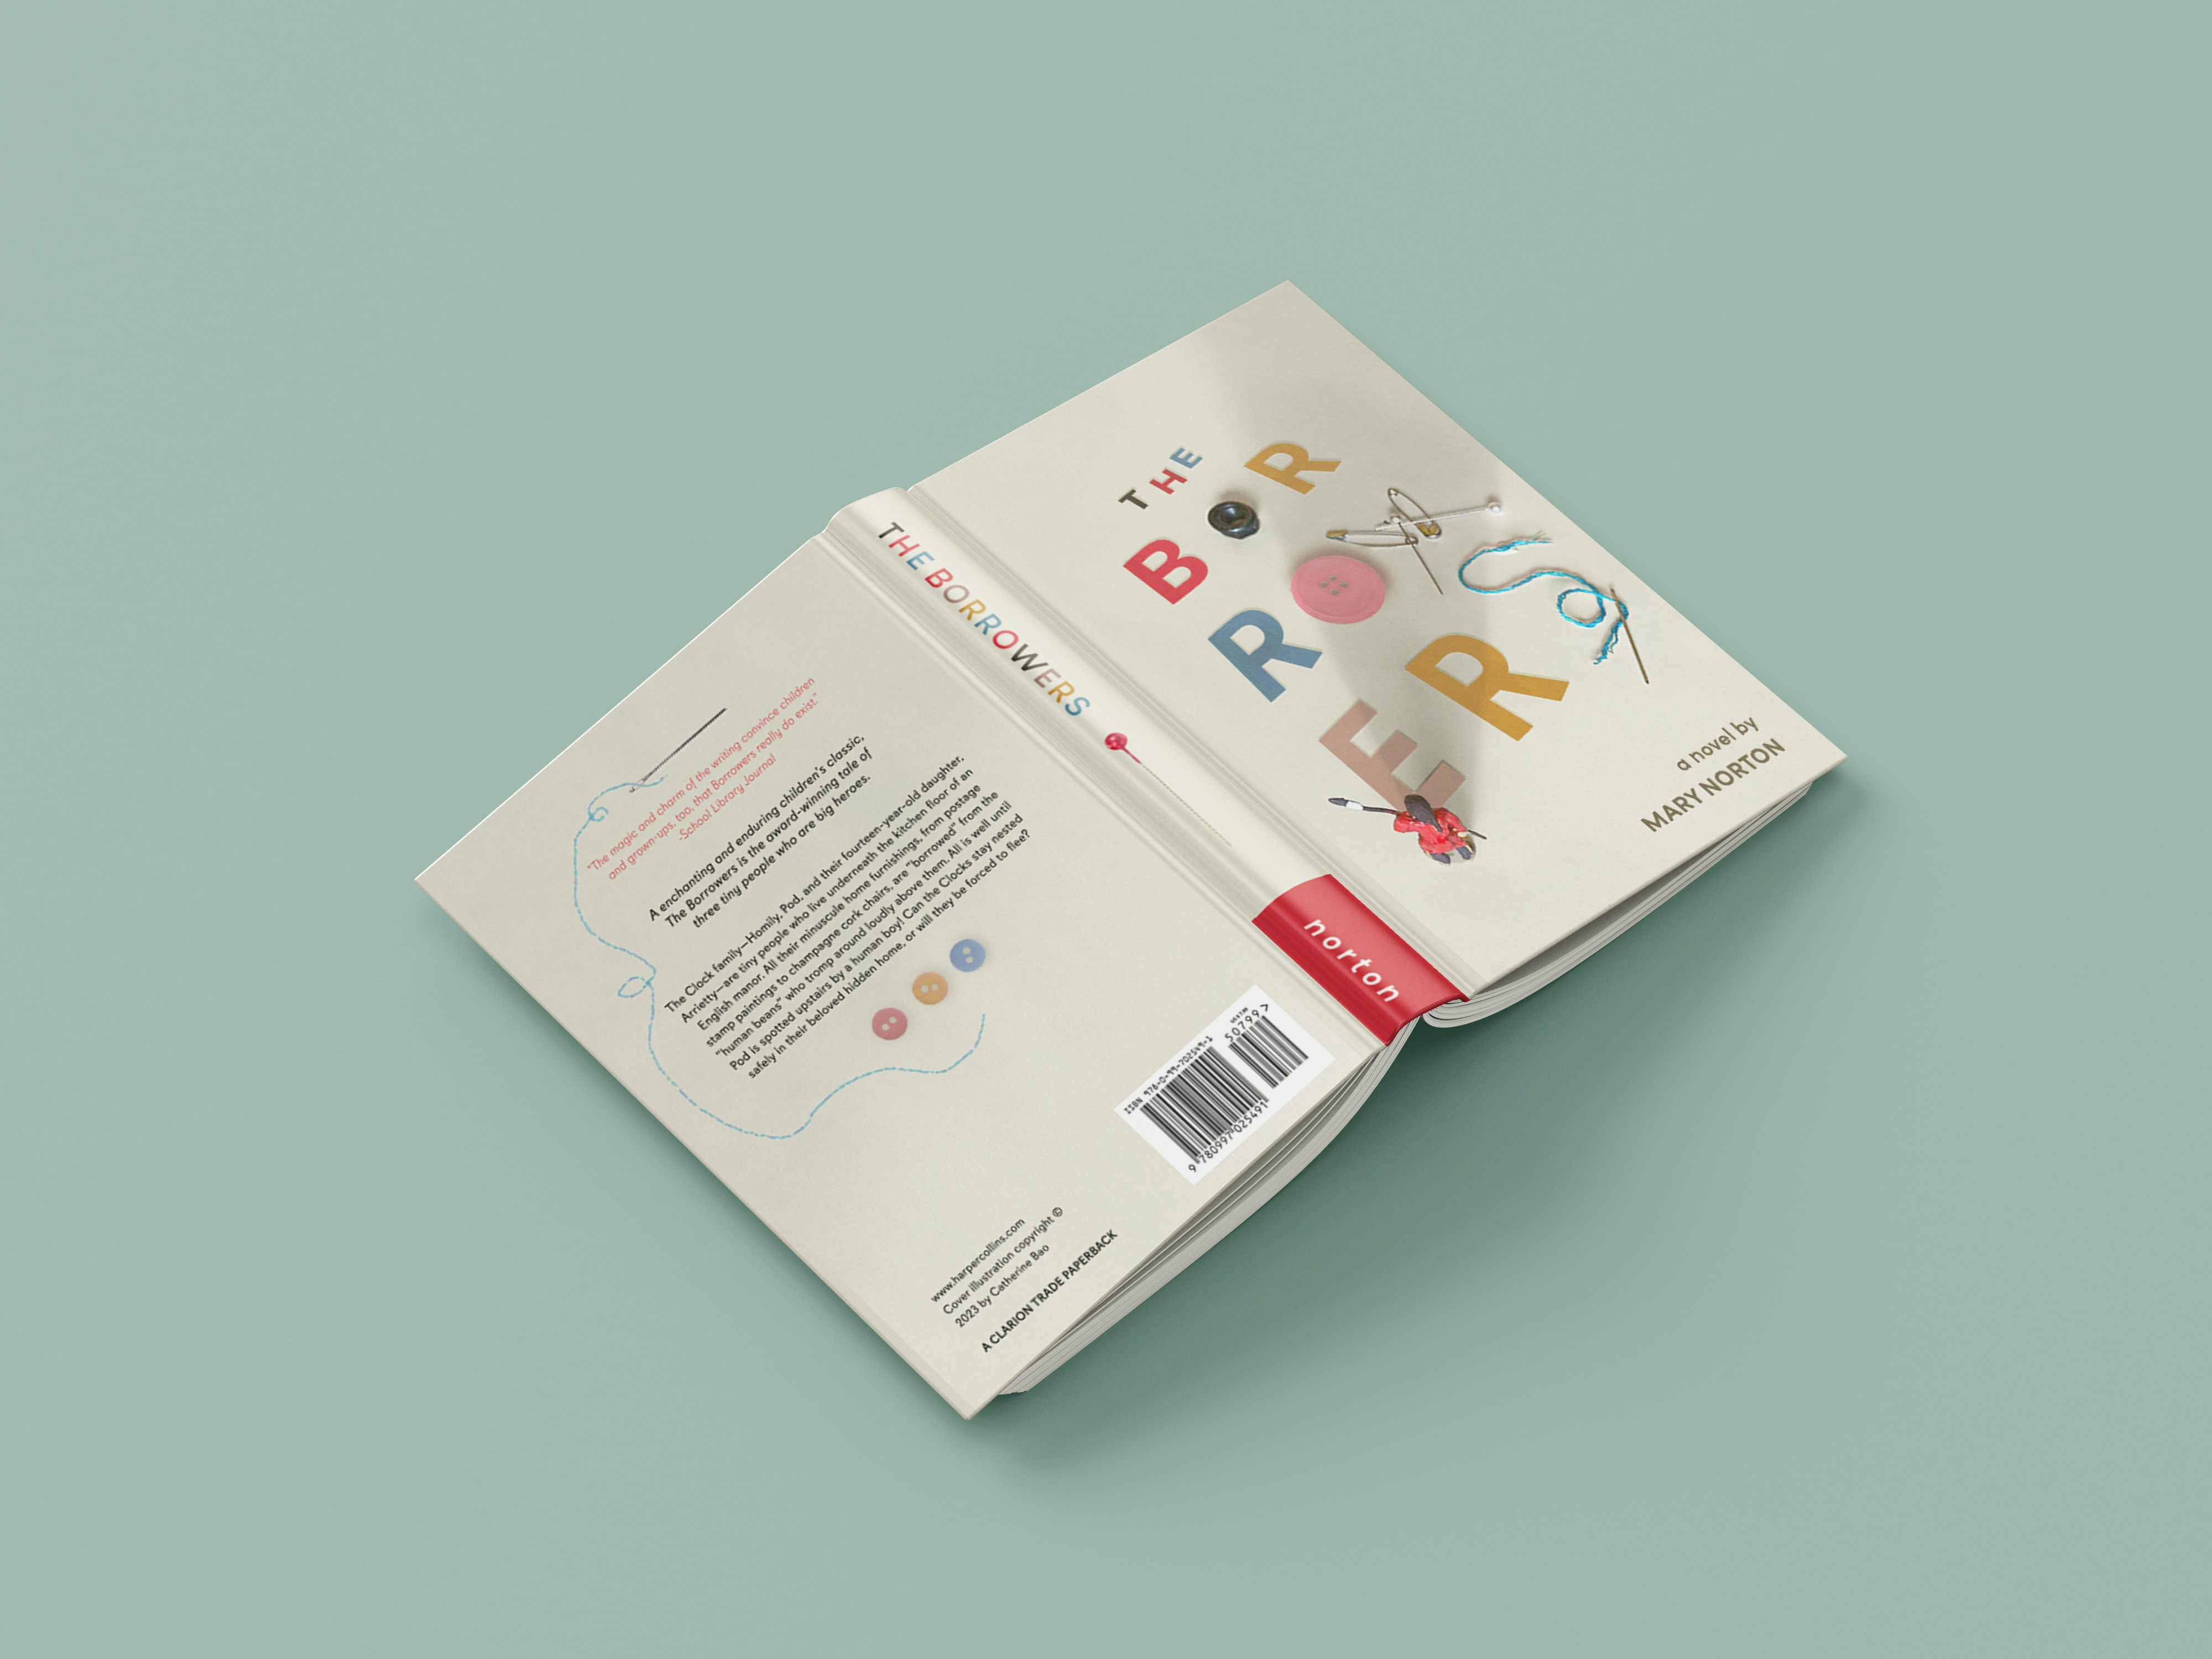 THE
BOR
RO
ER
a novel by
MARY NORTON
THE BORROWERS
norton
"The magic and charm of the writing convince children
and grown-ups, too, that Borrowers really do exist."
-School Library Journal
A enchanting and enduring children's classic,
The Borrowers is the award-winning tale of
three tiny people who are big heroes.
The Clock family—Homily, Pod, and their fourteen-year-old daughter,
Arrietty—are tiny people who live underneath the kitchen floor of an
English manor. All their minuscule home furnishings, from postage
stamp paintings to champagne cork chairs, are "borrowed" from the
"human beans" who tromp around loudly above them. All is well until
Pod is spotted upstairs by a human boy! Can the Clocks stay nested
safely in their beloved hidden home, or will they be forced to flee?
ISBN 978-0-99-702549-1
50799>
9 780997 025491
www.harpercollins.com
Cover illustration copyright ©
2023 by Catherine Bao
A CLARION TRADE PAPERBACK